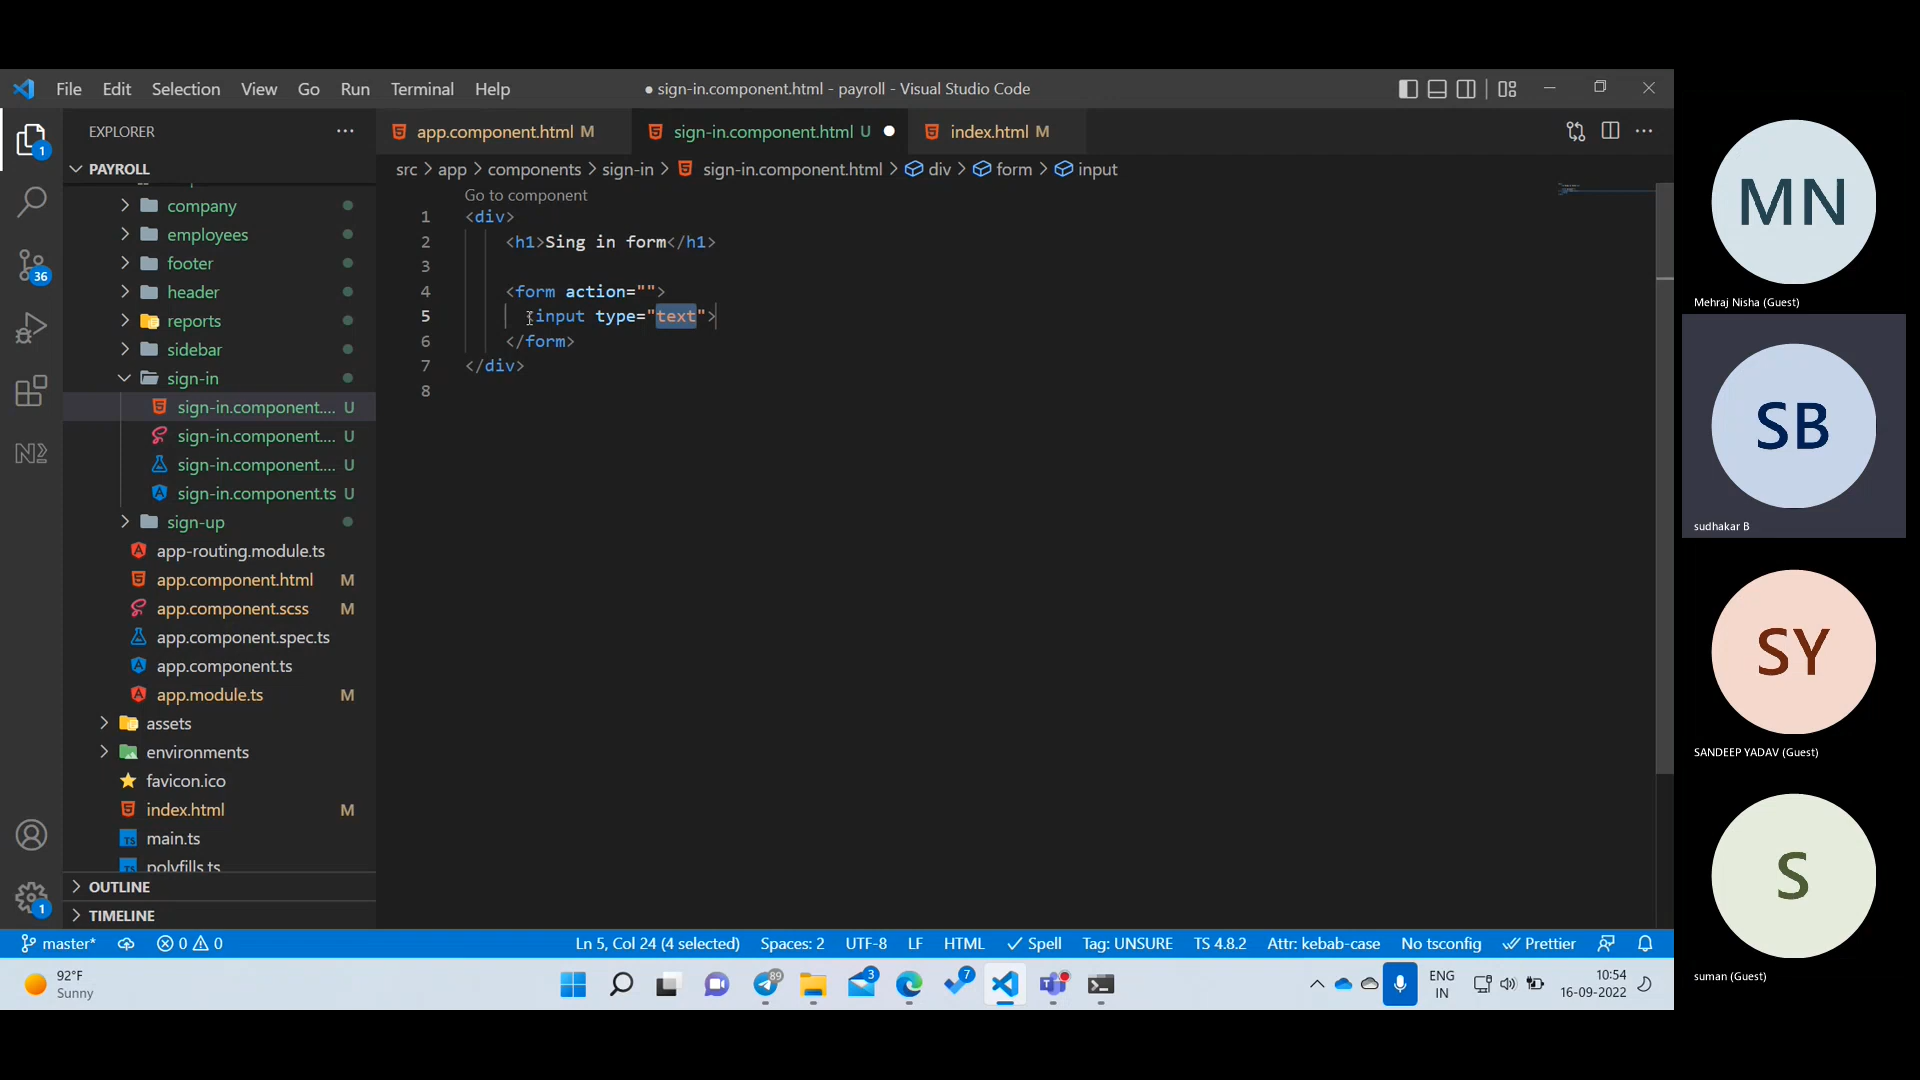 File Edit Selection View Go Run Terminal Help
● sign-in.component.html - payroll - Visual Studio Code
EXPLORER
app.component.html M
sign-in.component.html U
index.html M
PAYROLL
src > app > components > sign-in > sign-in.component.html > div > form > input
company
employees
footer
header
reports
sidebar
sign-in
sign-in.component.... U
sign-in.component.... U
sign-in.component.... U
sign-in.component.ts U
sign-up
app-routing.module.ts
app.component.html M
app.component.scss M
app.component.spec.ts
app.component.ts
app.module.ts M
assets
environments
favicon.ico
index.html M
main.ts
polyfills.ts
OUTLINE
TIMELINE
1
36
1
Go to component
1 <div>
2 <h1>Sing in form</h1>
3
4 <form action="">
5 <input type="text">
6 </form>
7 </div>
8
master* 0 0
Ln 5, Col 24 (4 selected) Spaces: 2 UTF-8 LF HTML Spell Tag: UNSURE TS 4.8.2 Attr: kebab-case No tsconfig Prettier
92°F
Sunny
89
3
7
ENG
IN
10:54
16-09-2022
MN
Mehraj Nisha (Guest)
SB
sudhakar B
SY
SANDEEP YADAV (Guest)
S
suman (Guest)